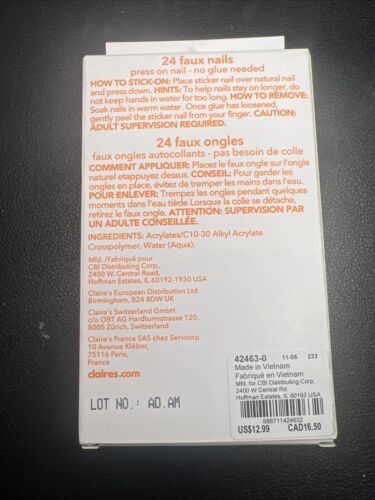 24 faux nails
press on nail - no glue needed
HOW TO STICK-ON: Place sticker nail over natural nail
and press down. HINTS: To help nails stay on longer, do
not keep hands in water for too long. HOW TO REMOVE:
Soak nails in warm water. Once glue has loosened,
gently peel the sticker nail from your finger. CAUTION:
ADULT SUPERVISION REQUIRED.
24 faux ongles
faux ongles autocollants - pas besoin de colle
COMMENT APPLIQUER: Placez le faux ongle sur l'ongle
naturel etappuyez dessus. CONSEIL: Pour garder les
ongles en place, évitez de tremper les mains dans l'eau.
POUR ENLEVER: Trempez les ongles pendant quelques
moments dans l'eau tiède Lorsque la colle se détache,
retirez le faux ongle. ATTENTION: SUPERVISION PAR
UN ADULTE CONSEILLÉE.
INGREDIENTS: Acrylates/C10-30 Alkyl Acrylate
Crosspolymer, Water (Aqua).
Mfd. /Fabriqué pour
CBI Distributing Corp.,
2400 W. Central Road,
Hoffman Estates, IL 60192-1930 USA
Claire's European Distribution Ltd.
Birmingham, B24 8DW UK
Claire's Switzerland GmbH
c/o OBT AG Hardturmstrasse 120,
8005 Zürich, Switzerland
Claire's France SAS chez Servcorp
10 Avenue Kléber,
75116 Paris,
France
claires.com
LOT NO.: AD.AM
42463-0 11-05 233
Made in Vietnam
Fabriqué en Vietnam
Mfd. for CBI Distributing Corp.
2400 W. Central Rd.
Hoffman Estates, IL 60192 USA
888711424632
US$12.99 CAD16.50